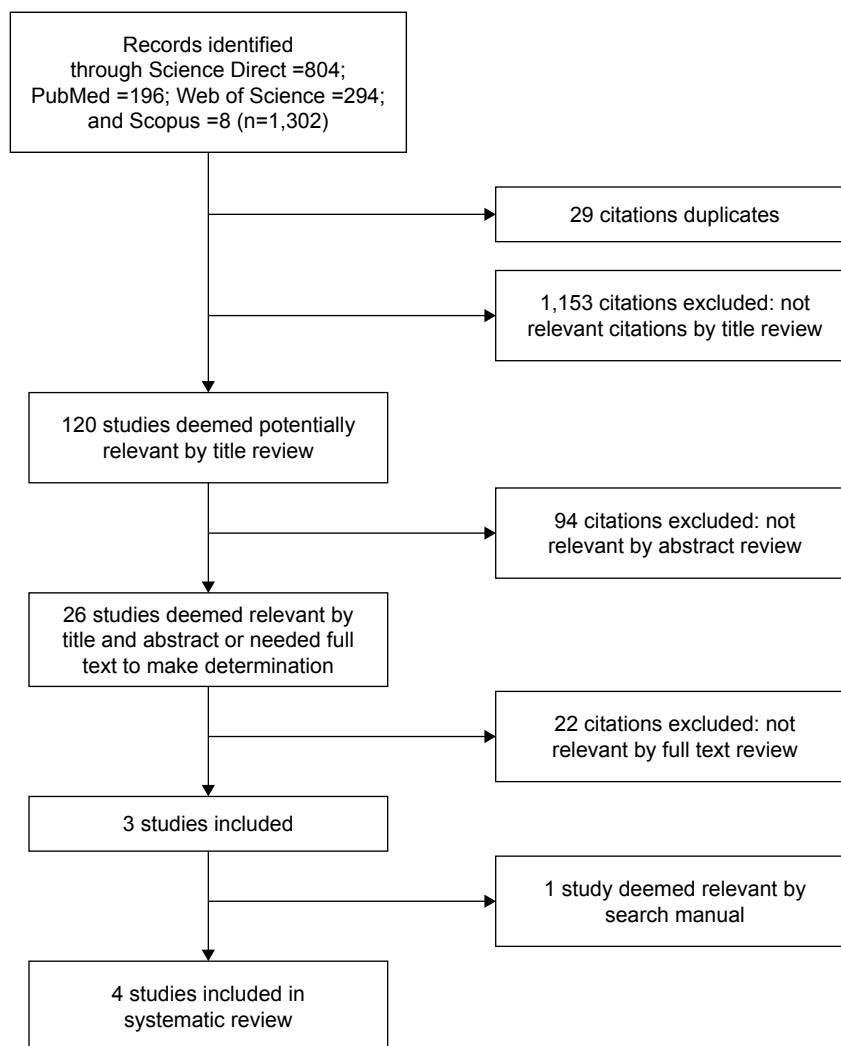 Records identified
through Science Direct =804;
PubMed =196; Web of Science =294;
and Scopus =8 (n=1,302)
29 citations duplicates
1,153 citations excluded: not
relevant citations by title review
120 studies deemed potentially
relevant by title review
94 citations excluded: not
relevant by abstract review
26 studies deemed relevant by
title and abstract or needed full
text to make determination
22 citations excluded: not
relevant by full text review
3 studies included
1 study deemed relevant by
search manual
4 studies included in
systematic review